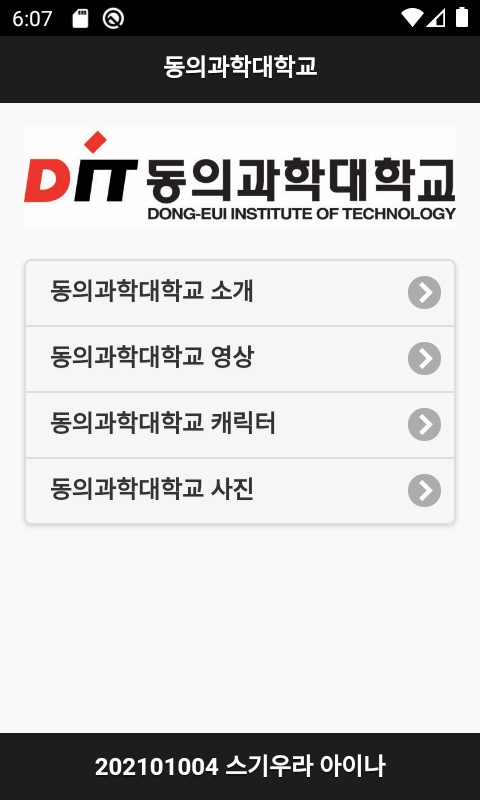 6:07
동의과학대학교
DIT 동의과학대학교
DONG-EUI INSTITUTE OF TECHNOLOGY
동의과학대학교 소개
동의과학대학교 영상
동의과학대학교 캐릭터
동의과학대학교 사진
202101004 스기우라 아이나